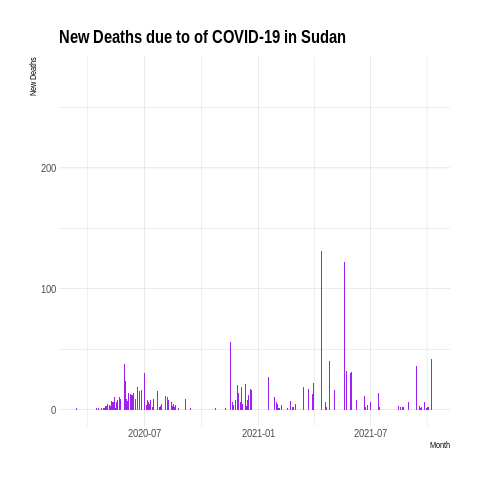 New Deaths due to of COVID-19 in Sudan
New Deaths
200
100
0
2020-07
2021-01
2021-07
Month